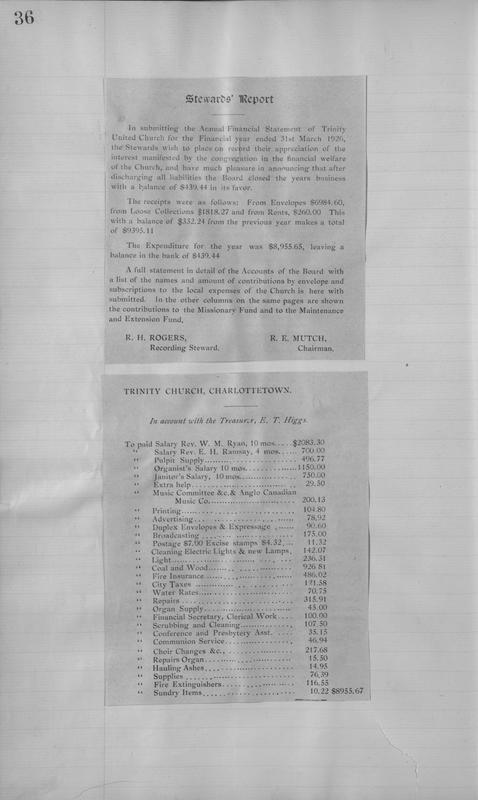 36
Stewards' Report
In submitting the Annual Financial Statement of Trinity
United Church for the Financial year ended 31st March 1926,
the Stewards wish to place on record their appreciation of the
interest manifested by the congregation in the financial welfare
of the Church, and have much pleasure in announcing that after
discharging all liabilities the Board closed the years business
with a balance of $439.44 in its favor.
The receipts were as follows: From Envelopes $6984.60,
from Loose Collections $1818.27 and from Rents, $260.00 This
with a balance of $332.24 from the previous year makes a total
of $9395.11
The Expenditure for the year was $8,955.65, leaving a
balance in the bank of $439.44
A full statement in detail of the Accounts of the Board with
a list of the names and amount of contributions by envelope and
subscriptions to the local expenses of the Church is here with
submitted. In the other columns on the same pages are shown
the contributions to the Missionary Fund and to the Maintenance
and Extension Fund.
R. H. ROGERS, R. E. MUTCH,
Recording Steward. Chairman.
TRINITY CHURCH, CHARLOTTETOWN.
In account with the Treasurer, E. T. Higgs.
To paid Salary Rev. W. M. Ryan, 10 mos.....$2083.30
" Salary Rev. E. H. Ramsay, 4 mos...... 700.00
" Pulpit Supply........................ 496.77
" Organist's Salary 10 mos..............1150.00
" Janitor's Salary, 10 mos................ 750.00
" Extra help.......................... 29.50
" Music Committee &c.& Anglo Canadian
Music Co....................... 200.13
" Printing............................. 104.80
" Advertising......................... 78.92
" Duplex Envelopes & Expressage ...... 90.60
" Broadcasting....................... 175.00
" Postage $7.00 Excise stamps $4.32,... 11.32
" Cleaning Electric Lights & new Lamps, 142.07
" Light............................... 236.31
" Coal and Wood..................... 926.81
" Fire Insurance...................... 486.02
" City Taxes......................... 121.58
" Water Rates........................ 70.75
" Repairs............................. 315.91
" Organ Supply....................... 45.00
" Financial Secretary, Clerical Work.... 100.00
" Scrubbing and Cleaning.............. 107.50
" Conference and Presbytery Asst. .... 35.15
" Communion Service................. 46.94
" Choir Changes &c., ................. 217.68
" Repairs Organ...................... 15.50
" Hauling Ashes...................... 14.95
" Supplies........................... 76.39
" Fire Extinguishers................... 116.55
" Sundry Items....................... 10.22 $8955.67